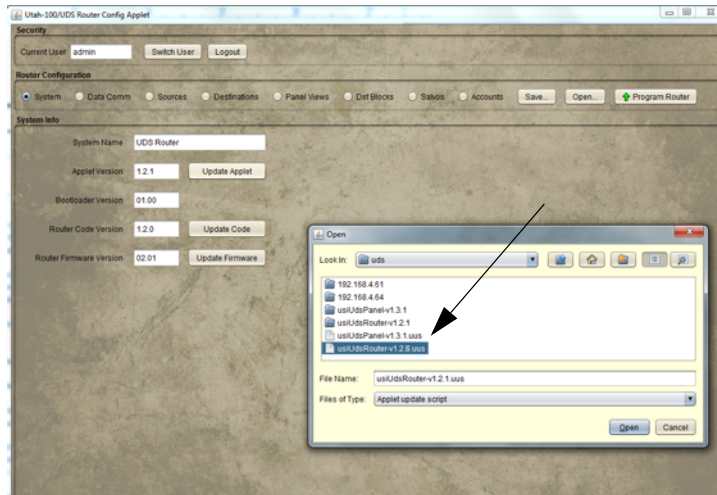 Utah-100/UDS Router Config Applet
Security
Current User admin Switch User Logout
Router Configuration
System Data Comm Sources Destinations Panel Views Dst Blocks Salvos Accounts Save... Open... Program Router
System Info
System Name UDS Router
Applet Version 1.2.1 Update Applet
Bootloader Version 01.00
Router Code Version 1.2.0 Update Code
Router Firmware Version 02.01 Update Firmware
Open
Look In: uds
192.168.4.61
192.168.4.64
usiUdsPanel-v1.3.1
usiUdsRouter-v1.2.1
usiUdsPanel-v1.3.1.uus
usiUdsRouter-v1.2.6.uus
File Name: usiUdsRouter-v1.2.1.uus
Files of Type: Applet update script
Open Cancel